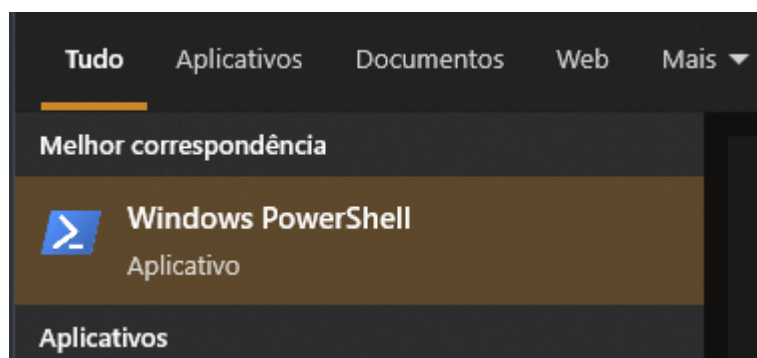 Tudo Aplicativos Documentos Web Mais
Melhor correspondência
Windows PowerShell
Aplicativo
Aplicativos